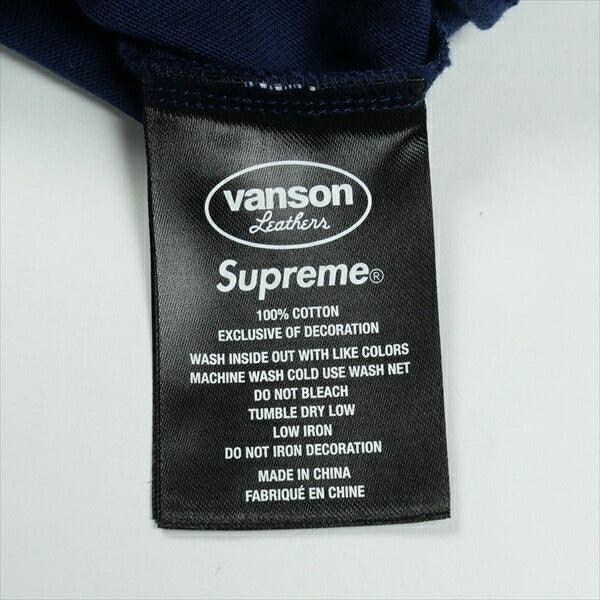 vanson
Leathers
Supreme®
100% COTTON
EXCLUSIVE OF DECORATION
WASH INSIDE OUT WITH LIKE COLORS
MACHINE WASH COLD USE WASH NET
DO NOT BLEACH
TUMBLE DRY LOW
LOW IRON
DO NOT IRON DECORATION
MADE IN CHINA
FABRIQUÉ EN CHINE